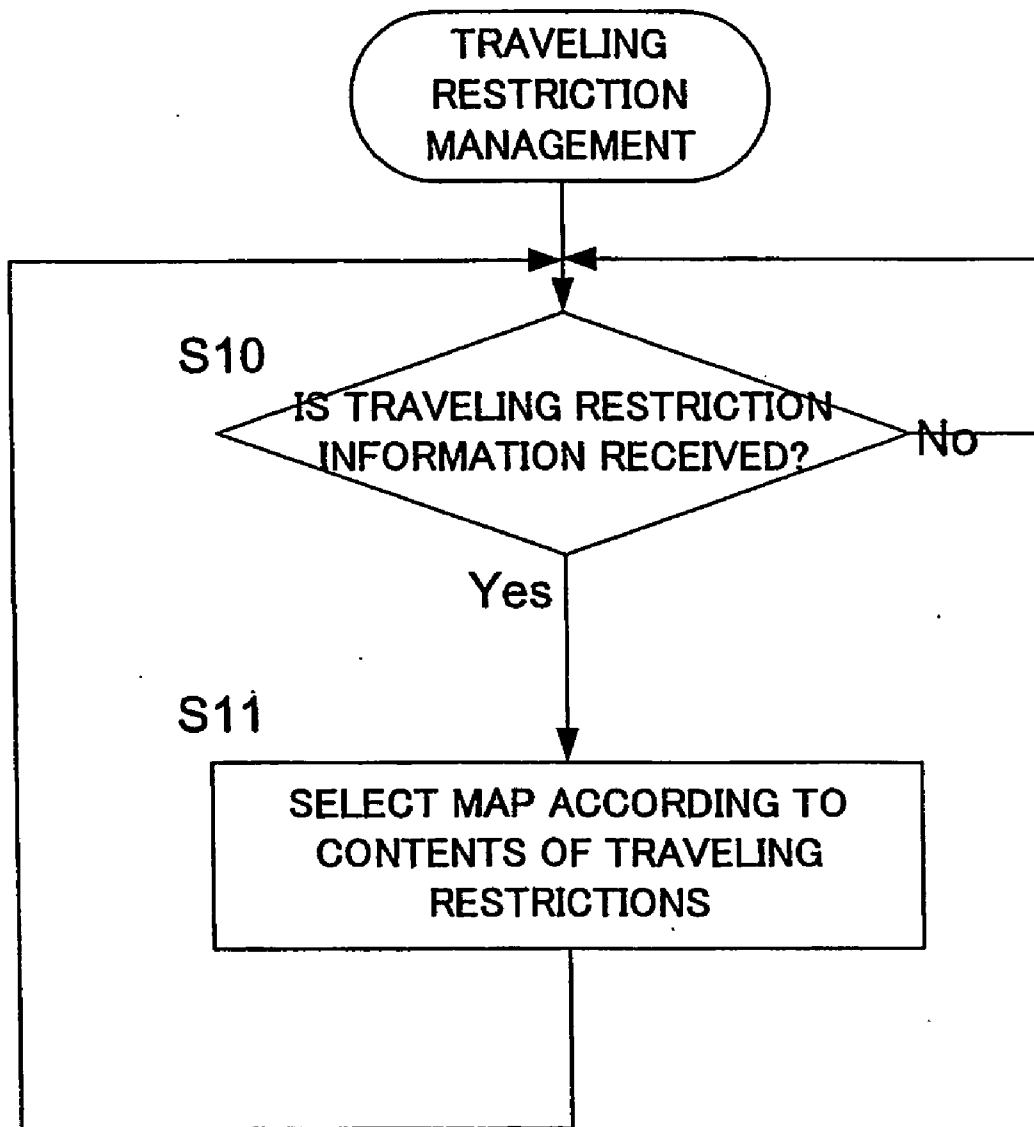 TRAVELING
RESTRICTION
MANAGEMENT
S10
IS TRAVELING RESTRICTION
INFORMATION RECEIVED?
No
Yes
S11
SELECT MAP ACCORDING TO
CONTENTS OF TRAVELING
RESTRICTIONS